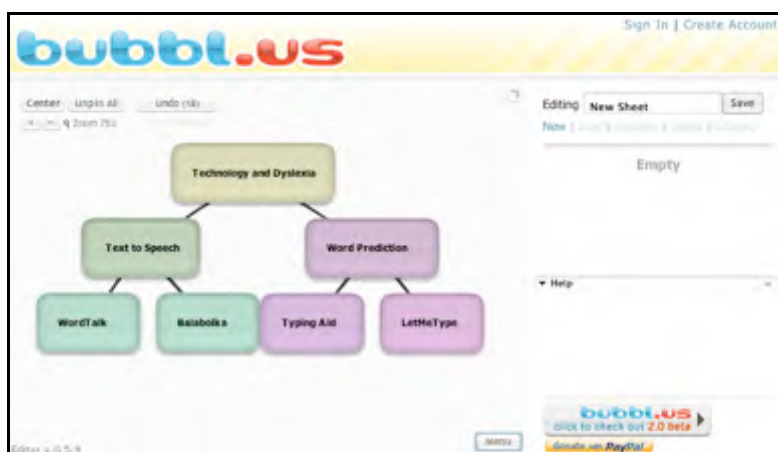 Sign In | Create Account
bubbl.us
Center Unpin all Undo
Zoom 75%
Editing New Sheet Save
New
Empty
Technology and Dyslexia
Text to Speech Word Prediction
WordTalk Balabolka Typing Aid LetMeType
Help
bubbl.us
click to check out 2.0 beta
menu
donate via PayPal